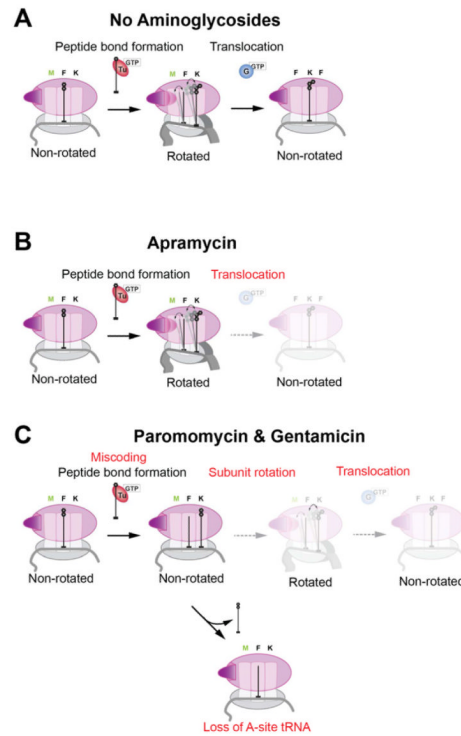 A
No Aminoglycosides
Peptide bond formation Translocation
M F K Tu GTP M F K G GTP F K F
Non-rotated Rotated Non-rotated
B
Apramycin
Peptide bond formation Translocation
M F K Tu GTP M F K G GTP F K F
Non-rotated Rotated Non-rotated
C
Paromomycin & Gentamicin
Miscoding
Peptide bond formation Subunit rotation Translocation
M F K Tu GTP M F K M F K G GTP F K F
Non-rotated Non-rotated Rotated Non-rotated
M F K
Loss of A-site tRNA